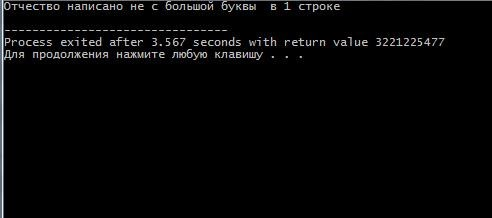 Отчество написано не с большой буквы  в 1 строке
--------------------------------
Process exited after 3.567 seconds with return value 3221225477
Для продолжения нажмите любую клавишу . . .